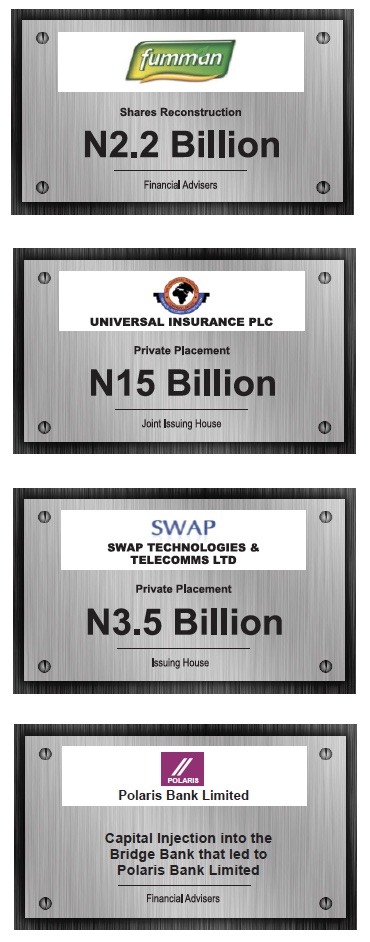 fumman
Shares Reconstruction
N2.2 Billion
Financial Advisers
UNIVERSAL INSURANCE PLC
Private Placement
N15 Billion
Joint Issuing House
SWAP
SWAP TECHNOLOGIES &
TELECOMMS LTD
Private Placement
N3.5 Billion
Issuing House
POLARIS
Polaris Bank Limited
Capital Injection into the
Bridge Bank that led to
Polaris Bank Limited
Financial Advisers